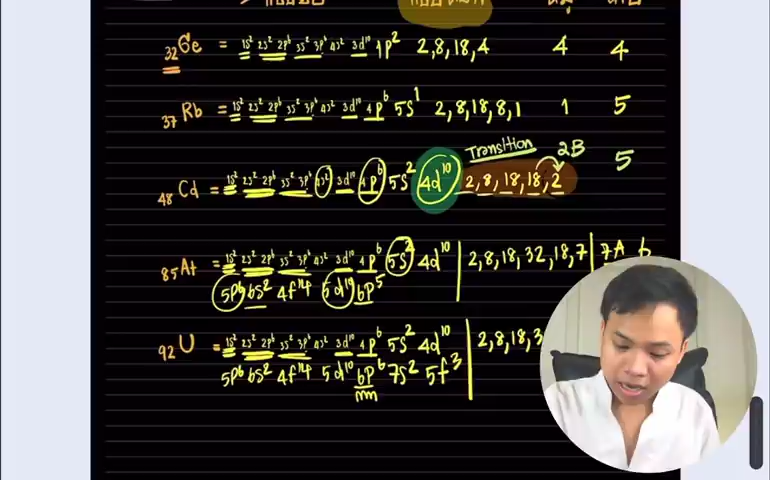 32Ge = 1s² 2s² 2p⁶ 3s² 3p⁶ 4s² 3d¹⁰ 4p² 2,8,18,4 4 4
37Rb = 1s² 2s² 2p⁶ 3s² 3p⁶ 4s² 3d¹⁰ 4p⁶ 5s¹ 2,8,18,8,1 1 5
Transition 2B
48Cd = 1s² 2s² 2p⁶ 3s² 3p⁶ 4s² 3d¹⁰ 4p⁶ 5s² 4d¹⁰ 2,8,18,18,2 5
85At = 1s² 2s² 2p⁶ 3s² 3p⁶ 4s² 3d¹⁰ 4p⁶ 5s² 4d¹⁰ | 2,8,18,32,18,7 | 7A 6
5p⁶ 6s² 4f¹⁴ 5d¹⁰ 6p⁵
92U = 1s² 2s² 2p⁶ 3s² 3p⁶ 4s² 3d¹⁰ 4p⁶ 5s² 4d¹⁰ | 2,8,18,3
5p⁶ 6s² 4f¹⁴ 5d¹⁰ 6p⁶ 7s² 5f³